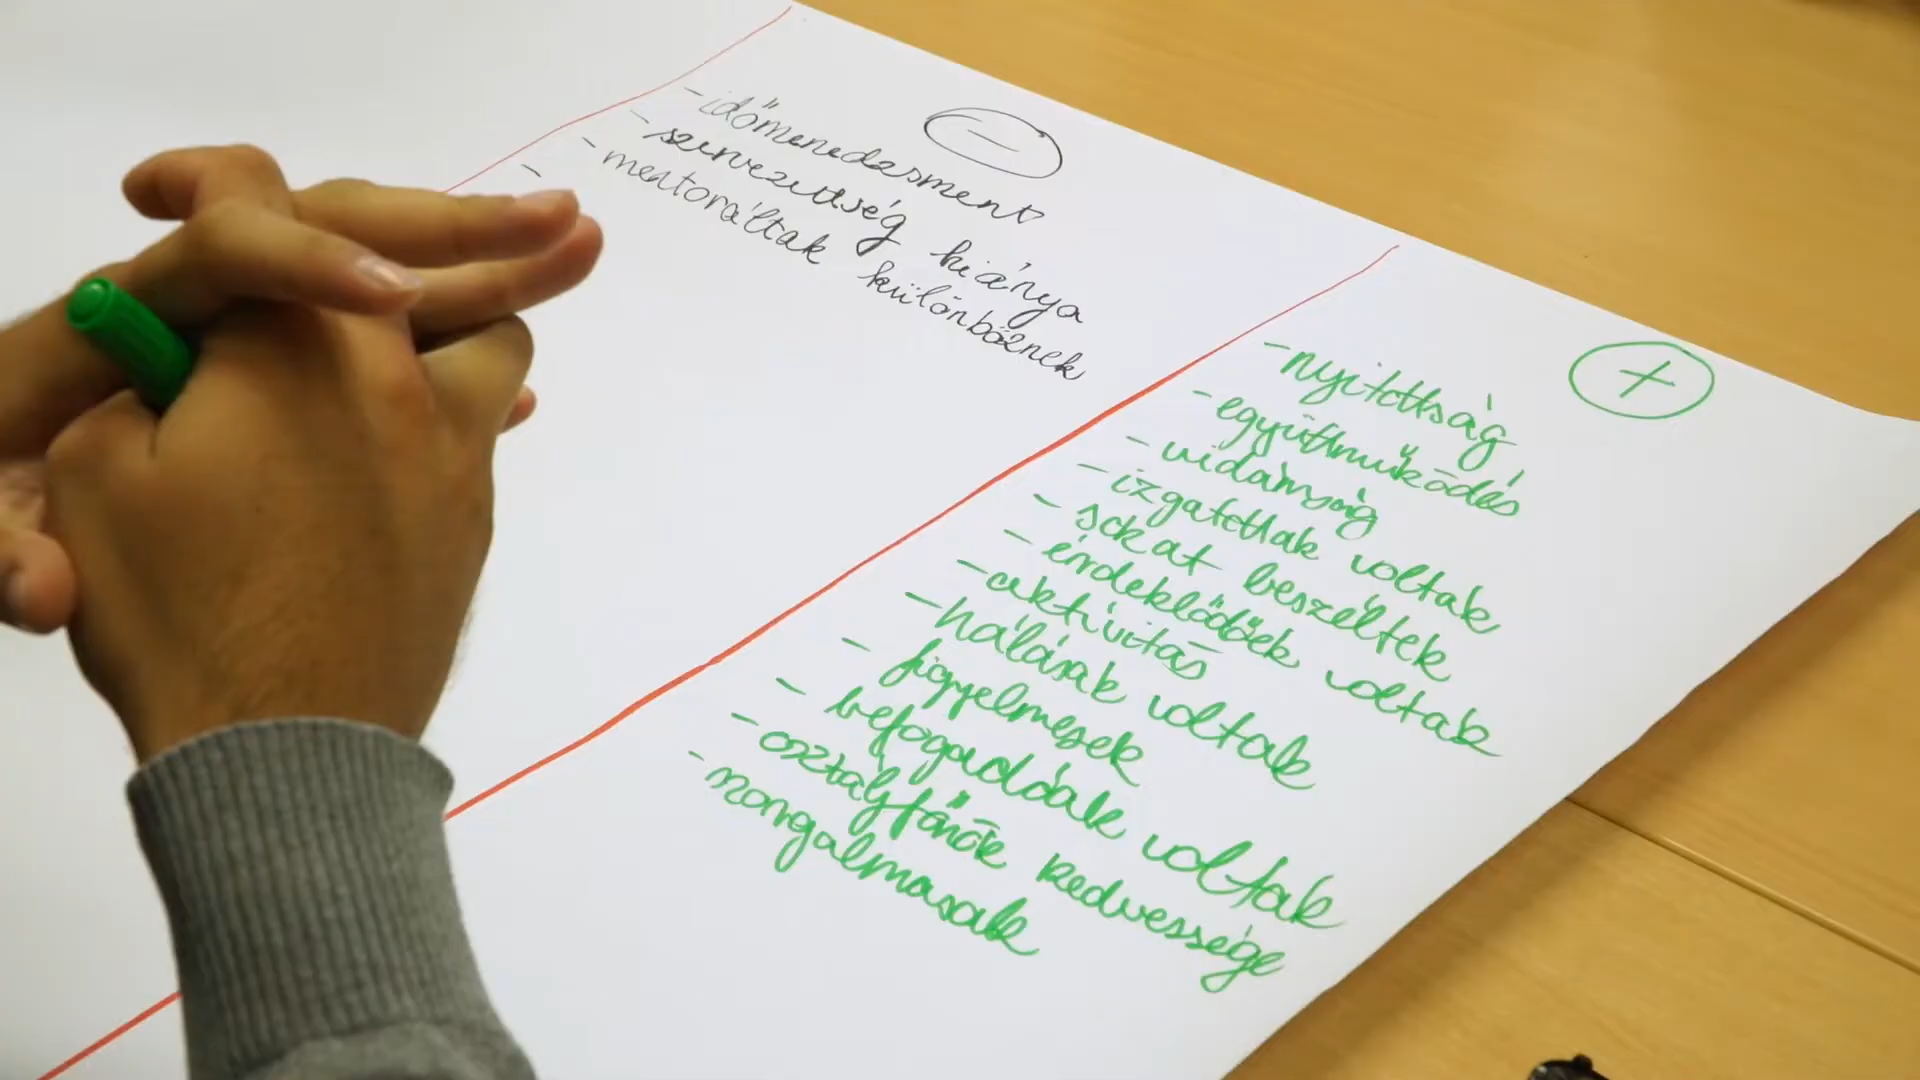 -
- időmenedzsment
- szervezettség hiánya
- mentoráltak különböznek
-
+
- nyitottság
- együttműködés
- vidámság
- izgatottak voltak
- sokat beszéltek
- érdeklődőek voltak
- aktivitás
- hálásak voltak
- figyelmesek
- befogadóak voltak
- osztályfőnök kedvessége
- szorgalmasak